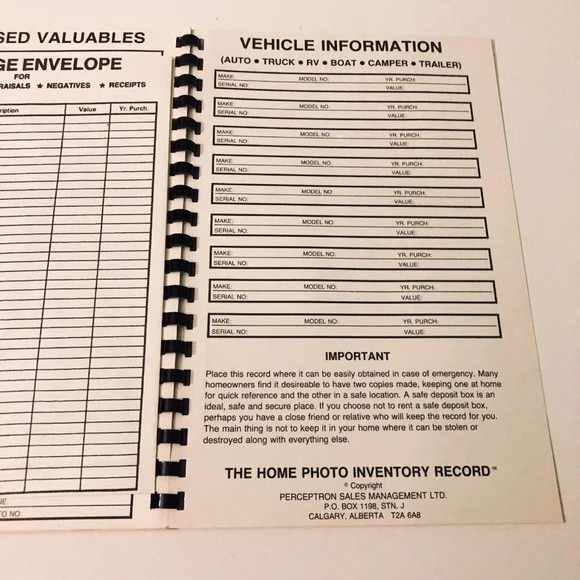 SED VALUABLES
GE ENVELOPE
FOR
RAISALS ★ NEGATIVES ★ RECEIPTS
ription Value Yr. Purch.
UE
TO NO:
VEHICLE INFORMATION
(AUTO ● TRUCK ● RV ● BOAT ● CAMPER ● TRAILER)
MAKE: MODEL NO: YR. PURCH:
SERIAL NO: VALUE:
MAKE: MODEL NO: YR. PURCH:
SERIAL NO: VALUE:
MAKE: MODEL NO: YR. PURCH:
SERIAL NO: VALUE:
MAKE: MODEL NO: YR. PURCH:
SERIAL NO: VALUE:
MAKE: MODEL NO: YR. PURCH:
SERIAL NO: VALUE:
MAKE: MODEL NO: YR. PURCH:
SERIAL NO: VALUE:
MAKE: MODEL NO: YR. PURCH:
SERIAL NO: VALUE:
MAKE: MODEL NO: YR. PURCH:
SERIAL NO: VALUE:
MAKE: MODEL NO: YR. PURCH:
SERIAL NO: VALUE:
IMPORTANT
Place this record where it can be easily obtained in case of emergency. Many
homeowners find it desireable to have two copies made, keeping one at home
for quick reference and the other in a safe location. A safe deposit box is an
ideal, safe and secure place. If you choose not to rent a safe deposit box,
perhaps you have a close friend or relative who will keep the record for you.
The main thing is not to keep it in your home where it can be stolen or
destroyed along with everything else.
THE HOME PHOTO INVENTORY RECORD™
© Copyright
PERCEPTRON SALES MANAGEMENT LTD.
P.O. BOX 1198, STN. J
CALGARY, ALBERTA T2A 6A8